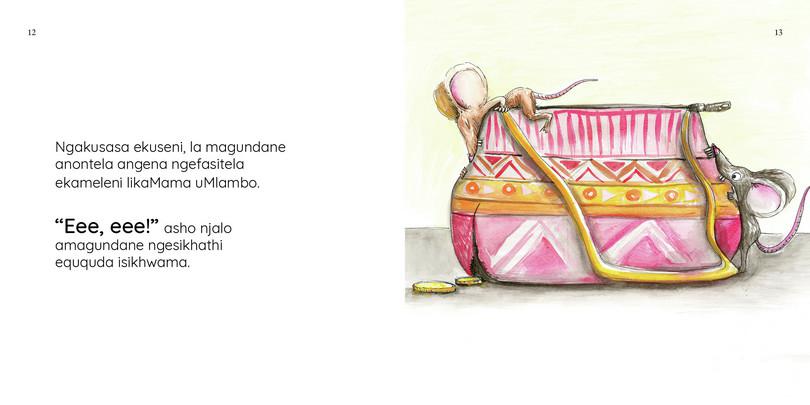 12
13
Ngakusasa ekuseni, la magundane
anontela angena ngefasitela
ekameleni likaMama uMlambo.
“Eee, eee!” asho njalo
amagundane ngesikhathi
eququda isikhwama.